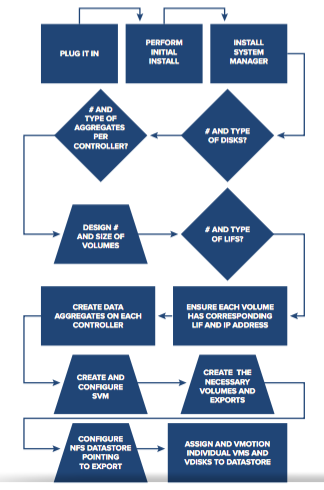 PLUG IT IN
PERFORM
INITIAL
INSTALL
INSTALL
SYSTEM
MANAGER
# AND TYPE
OF DISKS?
# AND
TYPE OF
AGGREGATES
PER
CONTROLLER?
DESIGN #
AND SIZE OF
VOLUMES
# AND TYPE
OF LIFS?
ENSURE EACH VOLUME
HAS CORRESPONDING
LIF AND IP ADDRESS
CREATE DATA
AGGREGATES ON EACH
CONTROLLER
CREATE AND
CONFIGURE
SVM
CREATE THE
NECESSARY
VOLUMES AND
EXPORTS
CONFIGURE
NFS DATASTORE
POINTING
TO EXPORT
ASSIGN AND VMOTION
INDIVIDUAL VMS AND
VDISKS TO DATASTORE